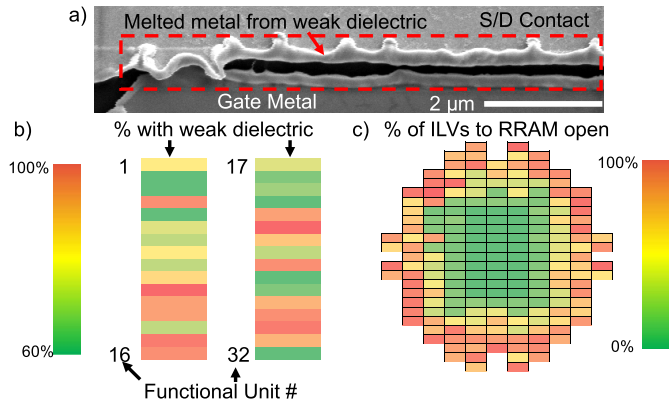 a)
Melted metal from weak dielectric
S/D Contact
Gate Metal
2 μm
b)
% with weak dielectric
100%
60%
1
16
17
32
Functional Unit #
c)
% of ILVs to RRAM open
100%
0%